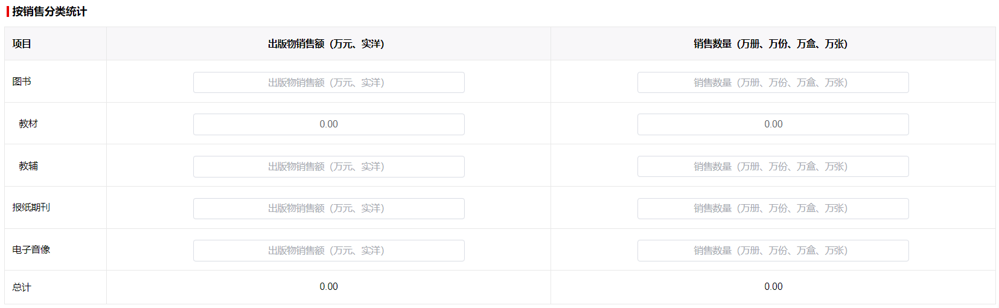 按销售分类统计
项目 出版物销售额（万元、实洋） 销售数量（万册、万份、万盒、万张）
图书 出版物销售额（万元、实洋） 销售数量（万册、万份、万盒、万张）
教材 0.00 0.00
教辅 出版物销售额（万元、实洋） 销售数量（万册、万份、万盒、万张）
报纸期刊 出版物销售额（万元、实洋） 销售数量（万册、万份、万盒、万张）
电子音像 出版物销售额（万元、实洋） 销售数量（万册、万份、万盒、万张）
总计 0.00 0.00